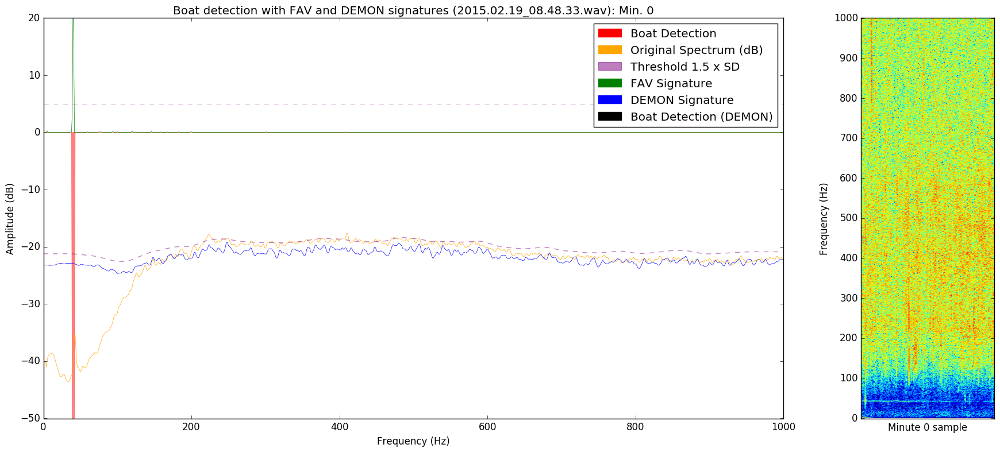 Boat detection with FAV and DEMON signatures (2015.02.19_08.48.33.wav): Min. 0
Boat Detection
Original Spectrum (dB)
Threshold 1.5 x SD
FAV Signature
DEMON Signature
Boat Detection (DEMON)
Amplitude (dB)
20
10
0
−10
−20
−30
−40
−50
0
200
400
600
800
1000
Frequency (Hz)
Frequency (Hz)
1000
900
800
700
600
500
400
300
200
100
0
Minute 0 sample